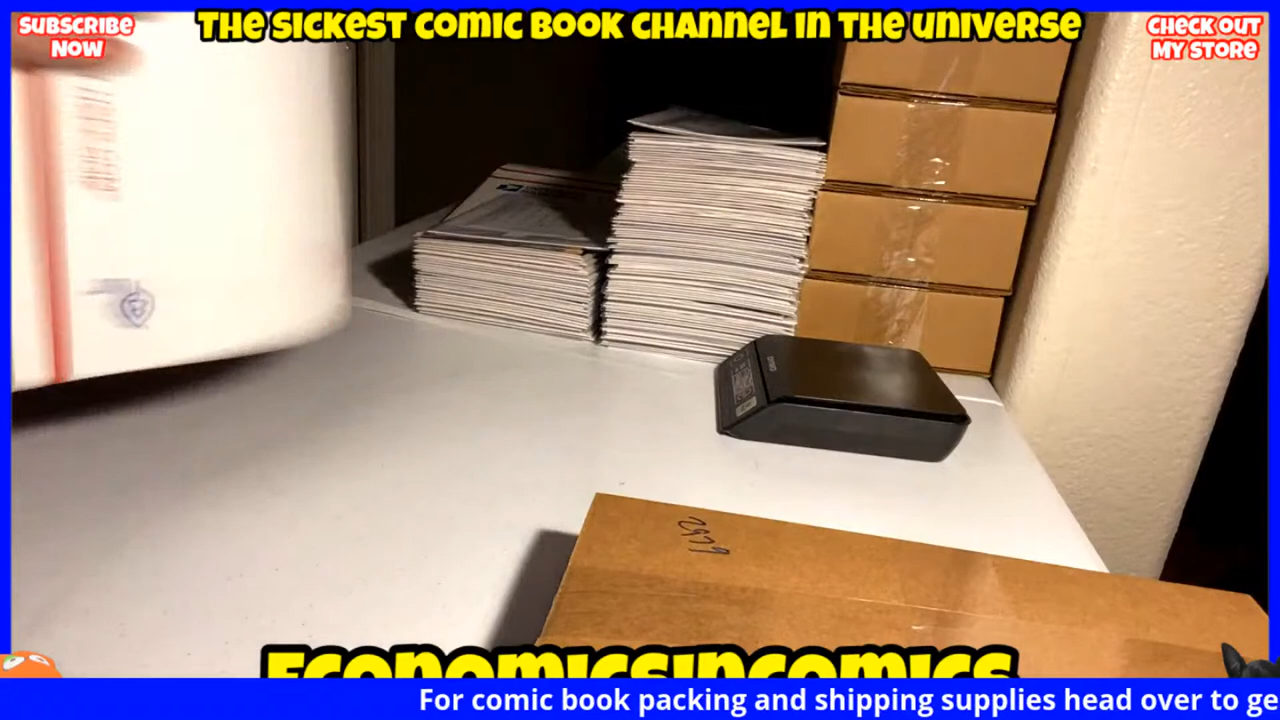 SUBSCRIBE
NOW
THE SICKEST COMIC BOOK CHANNEL IN THE UNIVERSE
CHECK OUT
MY STORE
2979
ECONOMICSINCOMICS
For comic book packing and shipping supplies head over to ge